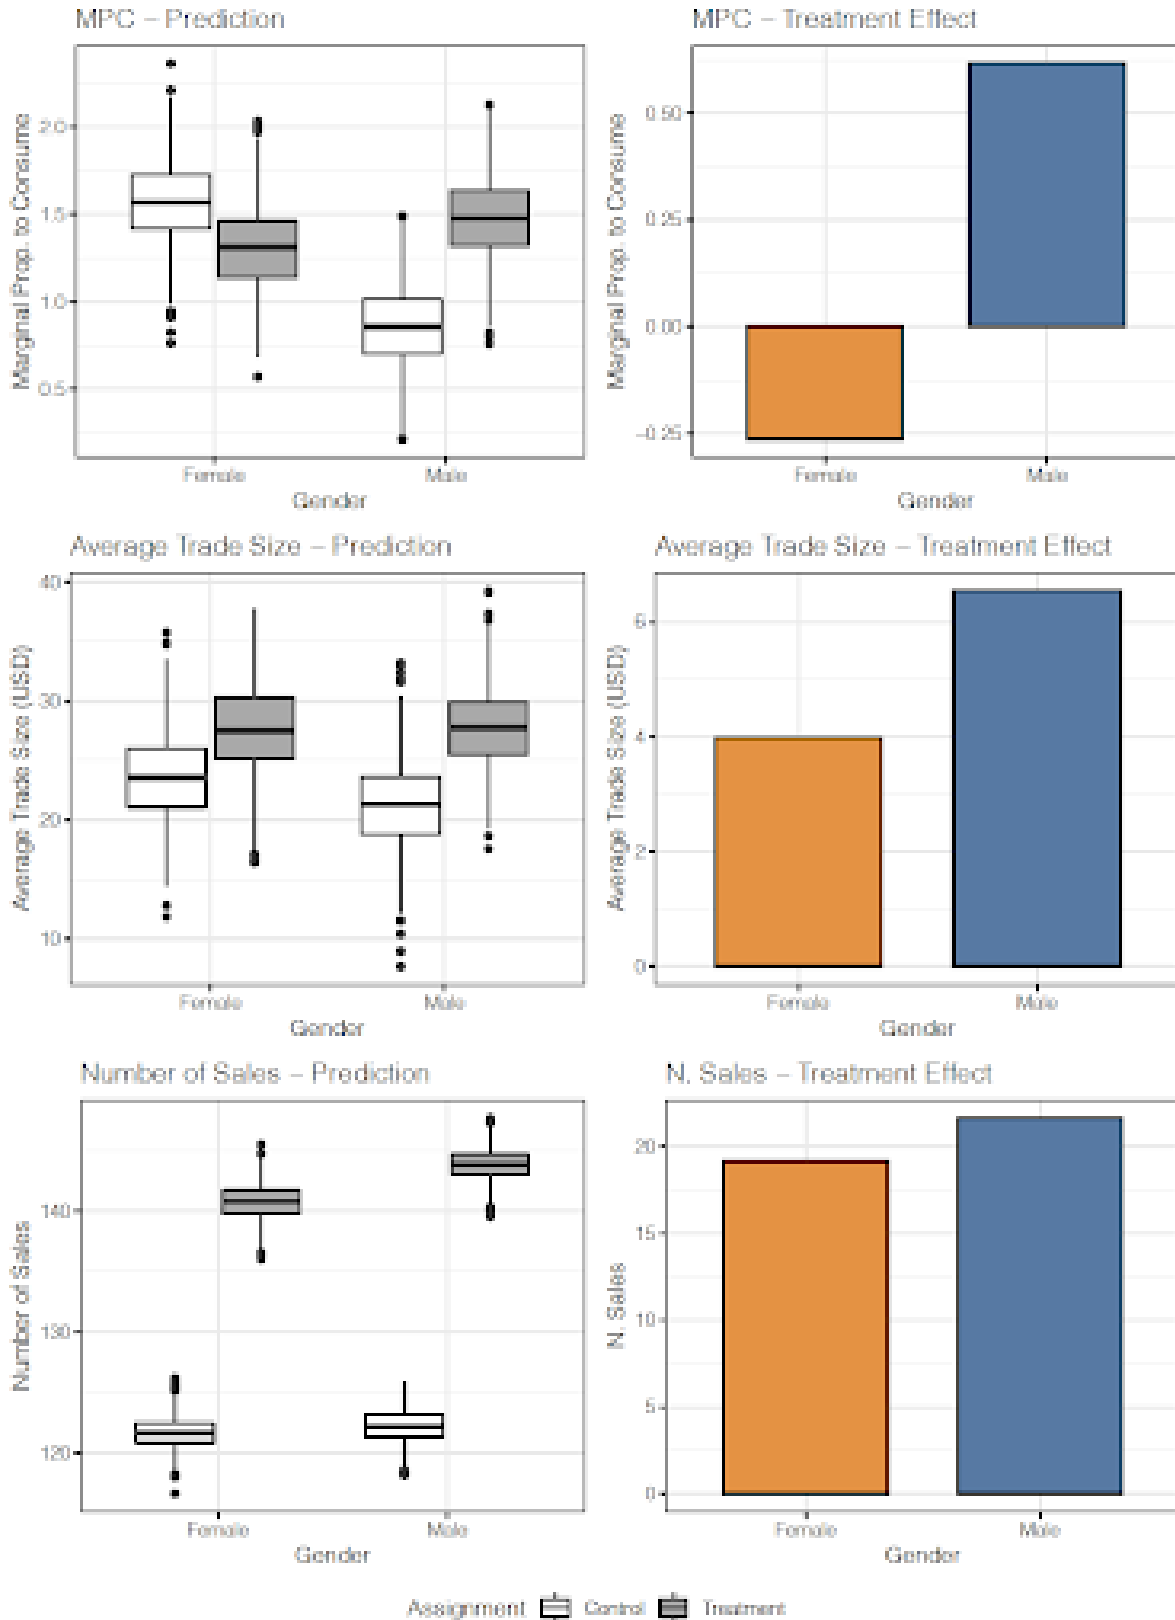 MPC – Prediction
Marginal Prop. to Consume
2.0
1.5
1.0
0.5
Female
Male
Gender
MPC – Treatment Effect
Marginal Prop. to Consume
0.50
0.25
0.00
−0.25
Female
Male
Gender
Average Trade Size – Prediction
Average Trade Size (USD)
40
30
20
10
Female
Male
Gender
Average Trade Size – Treatment Effect
Average Trade Size (USD)
6
4
2
0
Female
Male
Gender
Number of Sales – Prediction
Number of Sales
140
130
120
Female
Male
Gender
N. Sales – Treatment Effect
N. Sales
20
15
10
5
0
Female
Male
Gender
Assignment Control Treatment